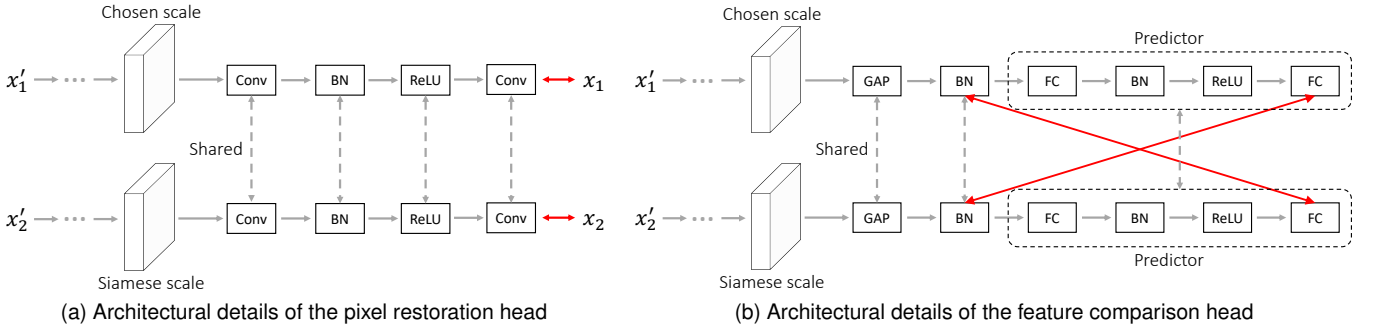 Chosen scale
x′₁ ... Conv BN ReLU Conv x₁
Shared
x′₂ ... Conv BN ReLU Conv x₂
Siamese scale
(a) Architectural details of the pixel restoration head
Chosen scale
Predictor
x′₁ ... GAP BN FC BN ReLU FC
Shared
x′₂ ... GAP BN FC BN ReLU FC
Predictor
Siamese scale
(b) Architectural details of the feature comparison head